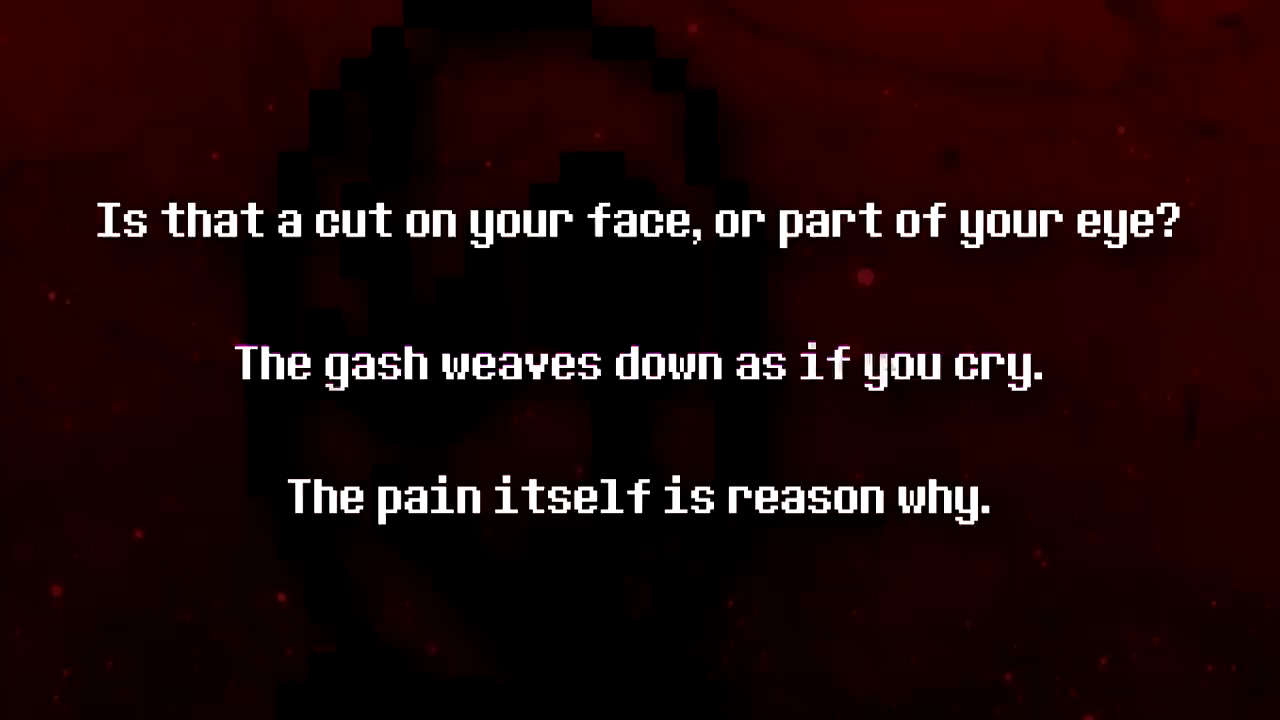 Is that a cut on your face, or part of your eye?
The gash weaves down as if you cry.
The pain itself is reason why.